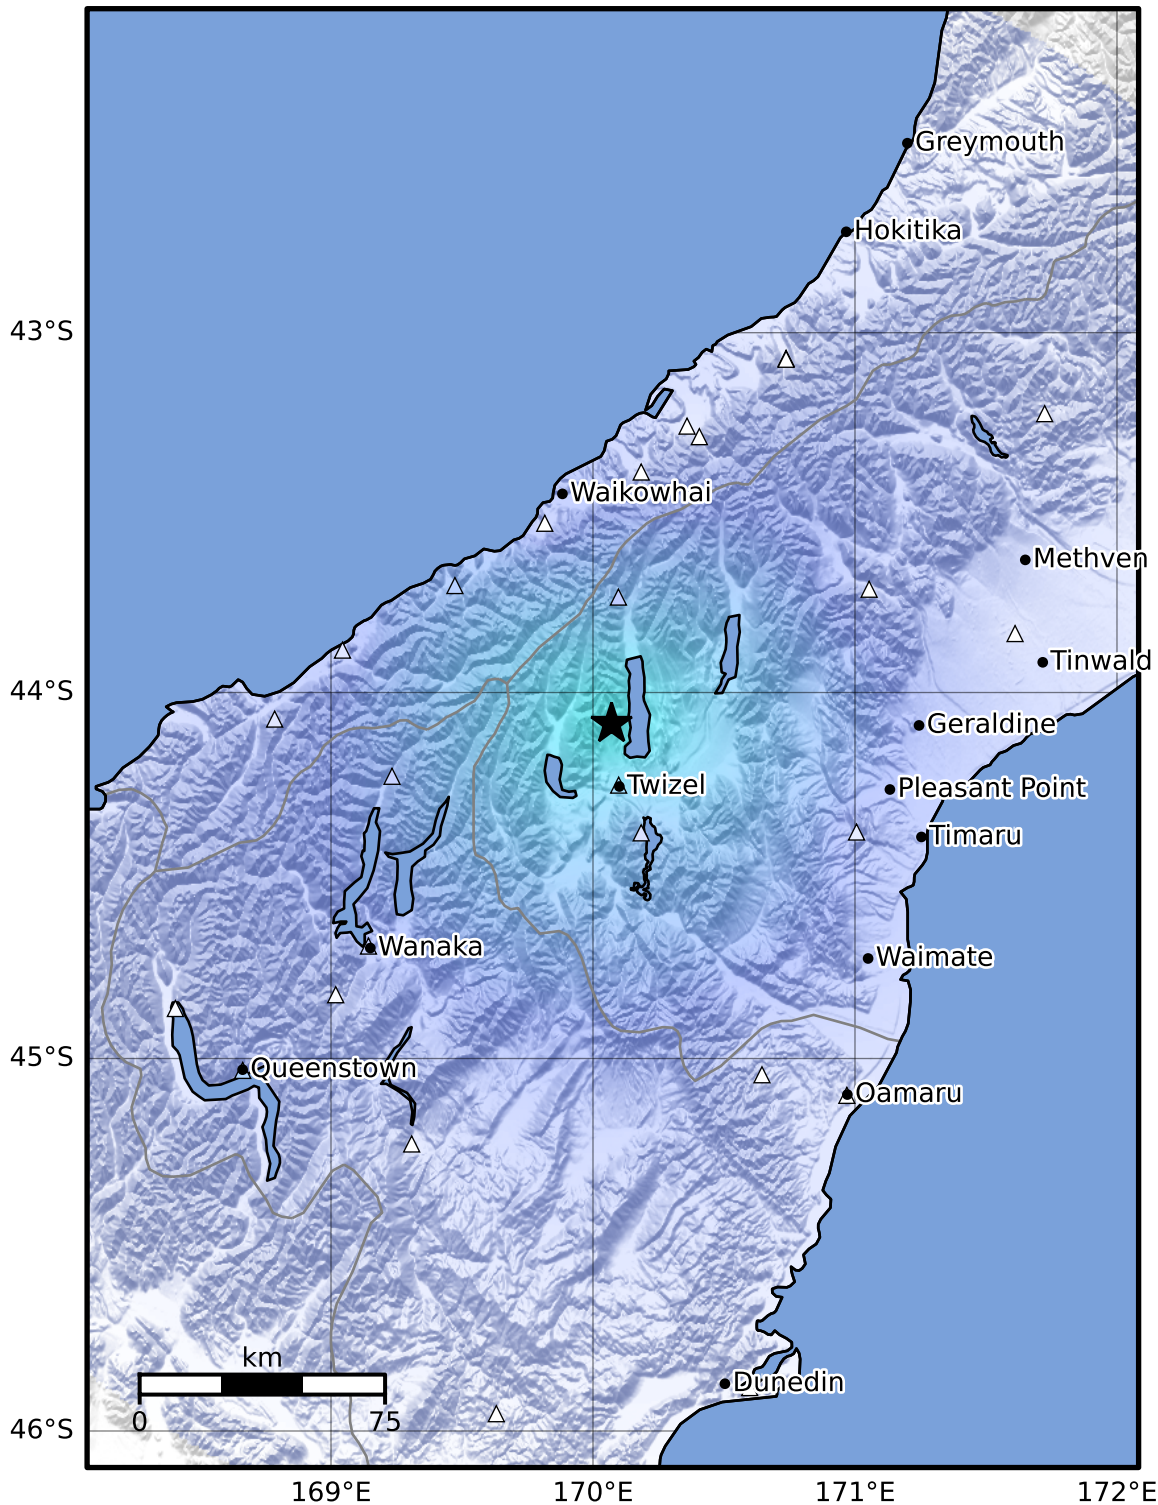 Greymouth
Hokitika
43°S
Waikowhai
Methven
Tinwald
44°S
Geraldine
Twizel
Pleasant Point
Timaru
Wanaka
Waimate
45°S
Queenstown
Oamaru
km
Dunedin
0 75
46°S
169°E 170°E 171°E 172°E